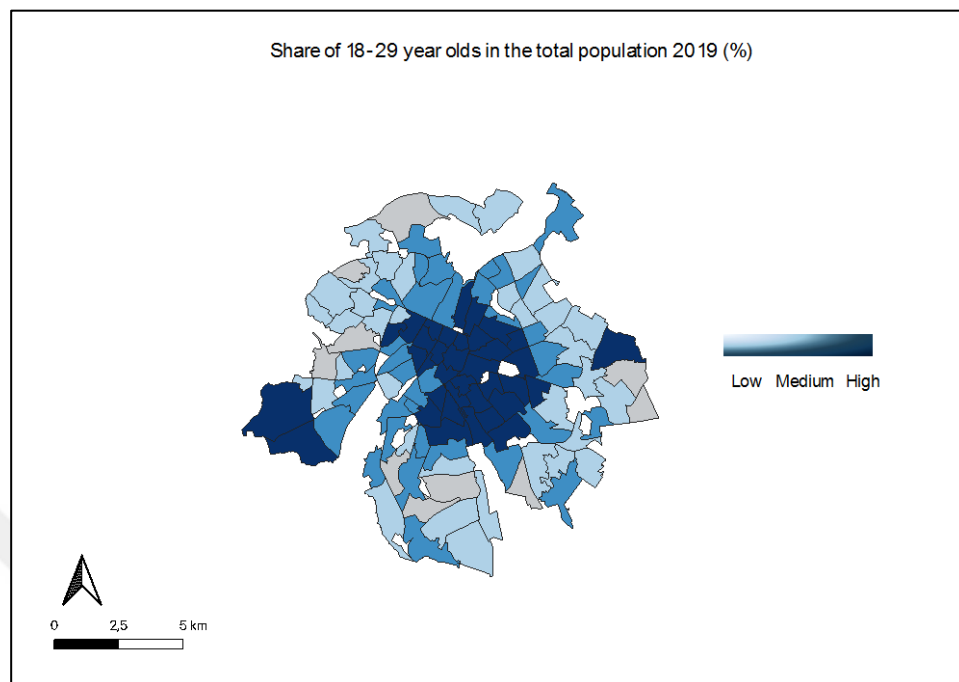 Share of 18-29 year olds in the total population 2019 (%)
Low Medium High
0 2,5 5 km